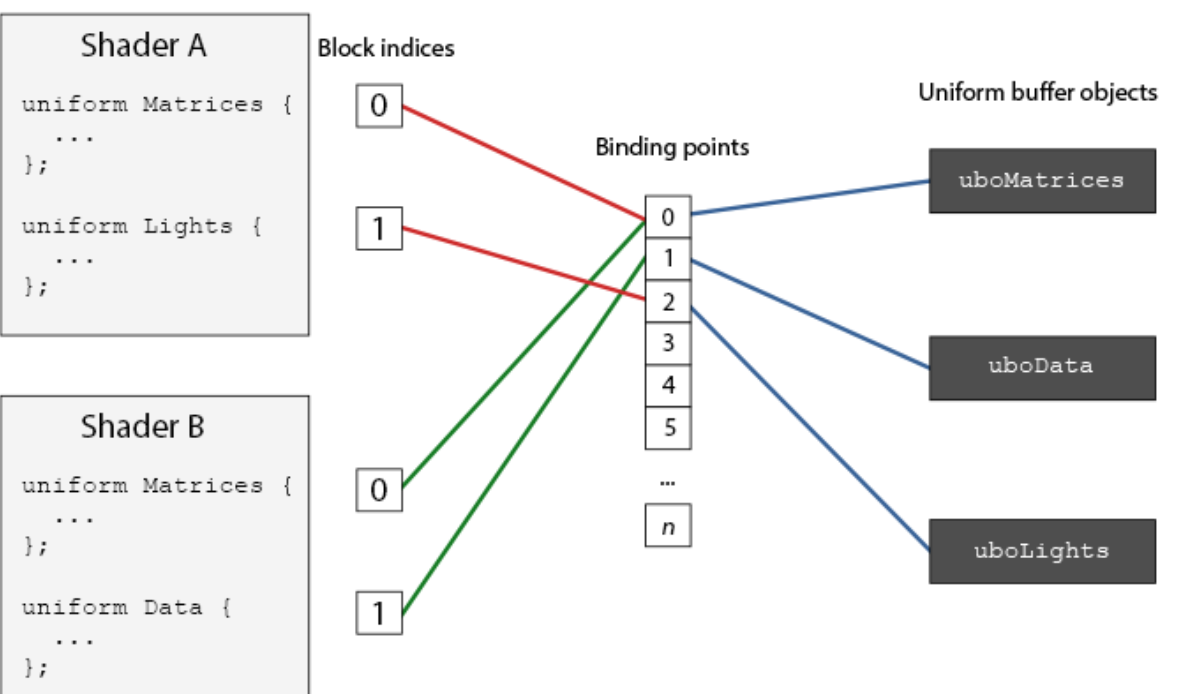 Shader A
uniform Matrices {
...
};
uniform Lights {
...
};
Shader B
uniform Matrices {
...
};
uniform Data {
...
};
Block indices
0
1
0
1
Binding points
0
1
2
3
4
5
...
n
Uniform buffer objects
uboMatrices
uboData
uboLights